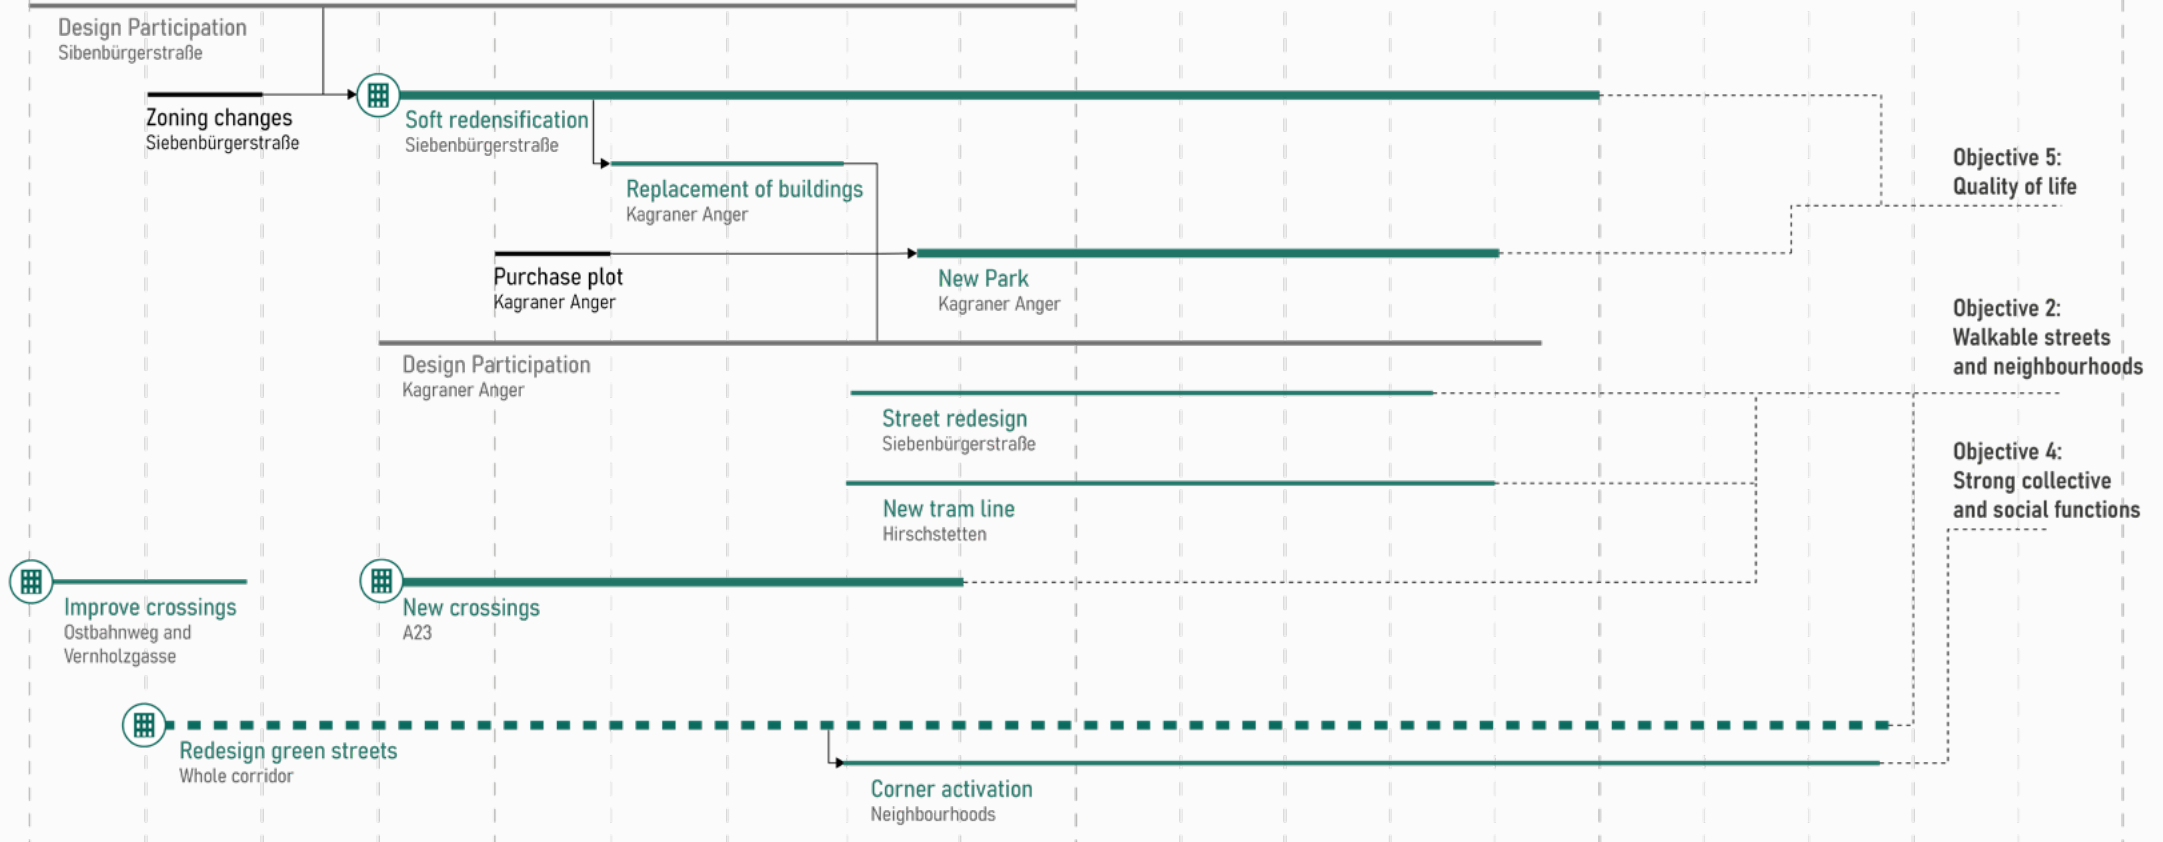 Design Participation
Sibenbürgerstraße
Zoning changes
Siebenbürgerstraße
Soft redensification
Siebenbürgerstraße
Replacement of buildings
Kagraner Anger
Objective 5:
Quality of life
Purchase plot
Kagraner Anger
New Park
Kagraner Anger
Objective 2:
Walkable streets
and neighbourhoods
Design Participation
Kagraner Anger
Street redesign
Siebenbürgerstraße
Objective 4:
Strong collective
and social functions
New tram line
Hirschstetten
Improve crossings
Ostbahnweg and
Vernholzgasse
New crossings
A23
Redesign green streets
Whole corridor
Corner activation
Neighbourhoods